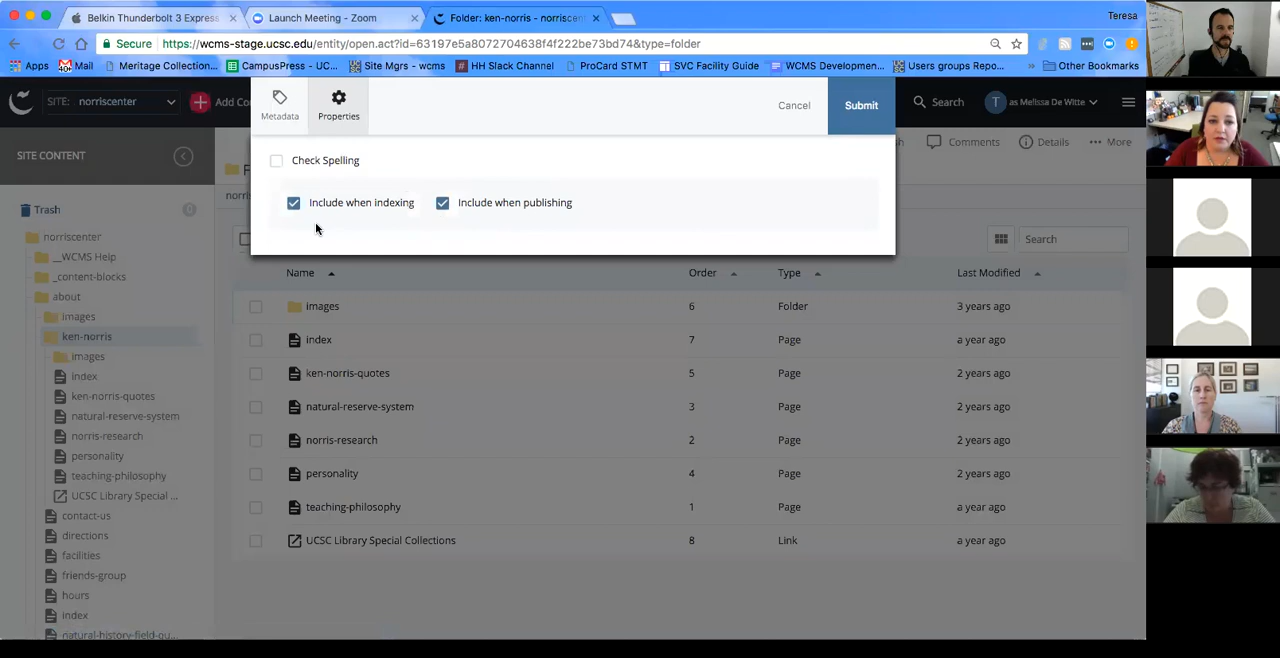 Belkin Thunderbolt 3 Express
Launch Meeting - Zoom
Folder: ken-norris - norriscen
Teresa
Secure
https://wcms-stage.ucsc.edu/entity/open.act?id=63197e5a8072704638f4f222be73bd74&type=folder
Apps
40+
Mail
Meritage Collection...
CampusPress - UC...
Site Mgrs - wcms
HH Slack Channel
ProCard STMT
SVC Facility Guide
WCMS Developmen...
Users groups Repo...
»
Other Bookmarks
SITE:
norriscenter
Add Co
Metadata
Properties
Cancel
Submit
Search
T
as Melissa De Witte
SITE CONTENT
Comments
Details
More
Check Spelling
Include when indexing
Include when publishing
Trash
0
norriscenter
__WCMS Help
_content-blocks
about
images
ken-norris
images
index
ken-norris-quotes
natural-reserve-system
norris-research
personality
teaching-philosophy
UCSC Library Special ...
contact-us
directions
facilities
friends-group
hours
index
natural-history-field-qu...
F
norri
Search
Name
Order
Type
Last Modified
images
6
Folder
3 years ago
index
7
Page
a year ago
ken-norris-quotes
5
Page
2 years ago
natural-reserve-system
3
Page
2 years ago
norris-research
2
Page
2 years ago
personality
4
Page
2 years ago
teaching-philosophy
1
Page
a year ago
UCSC Library Special Collections
8
Link
a year ago